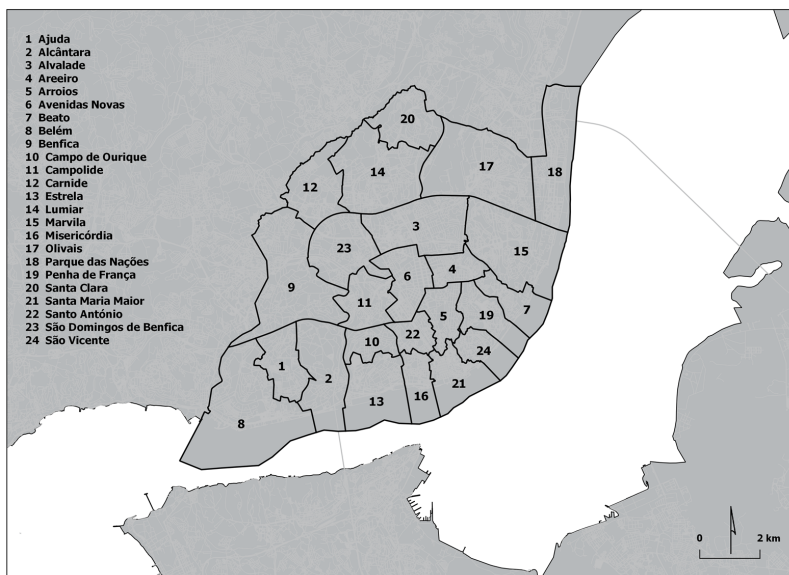 1 Ajuda
2 Alcântara
3 Alvalade
4 Areeiro
5 Arroios
6 Avenidas Novas
7 Beato
8 Belém
9 Benfica
10 Campo de Ourique
11 Campolide
12 Carnide
13 Estrela
14 Lumiar
15 Marvila
16 Misericórdia
17 Olivais
18 Parque das Nações
19 Penha de França
20 Santa Clara
21 Santa Maria Maior
22 Santo António
23 São Domingos de Benfica
24 São Vicente
20
14
17
18
12
3
23
15
6
4
9
11
7
5
19
22
10
24
1
2
21
16
13
8
0 2 km